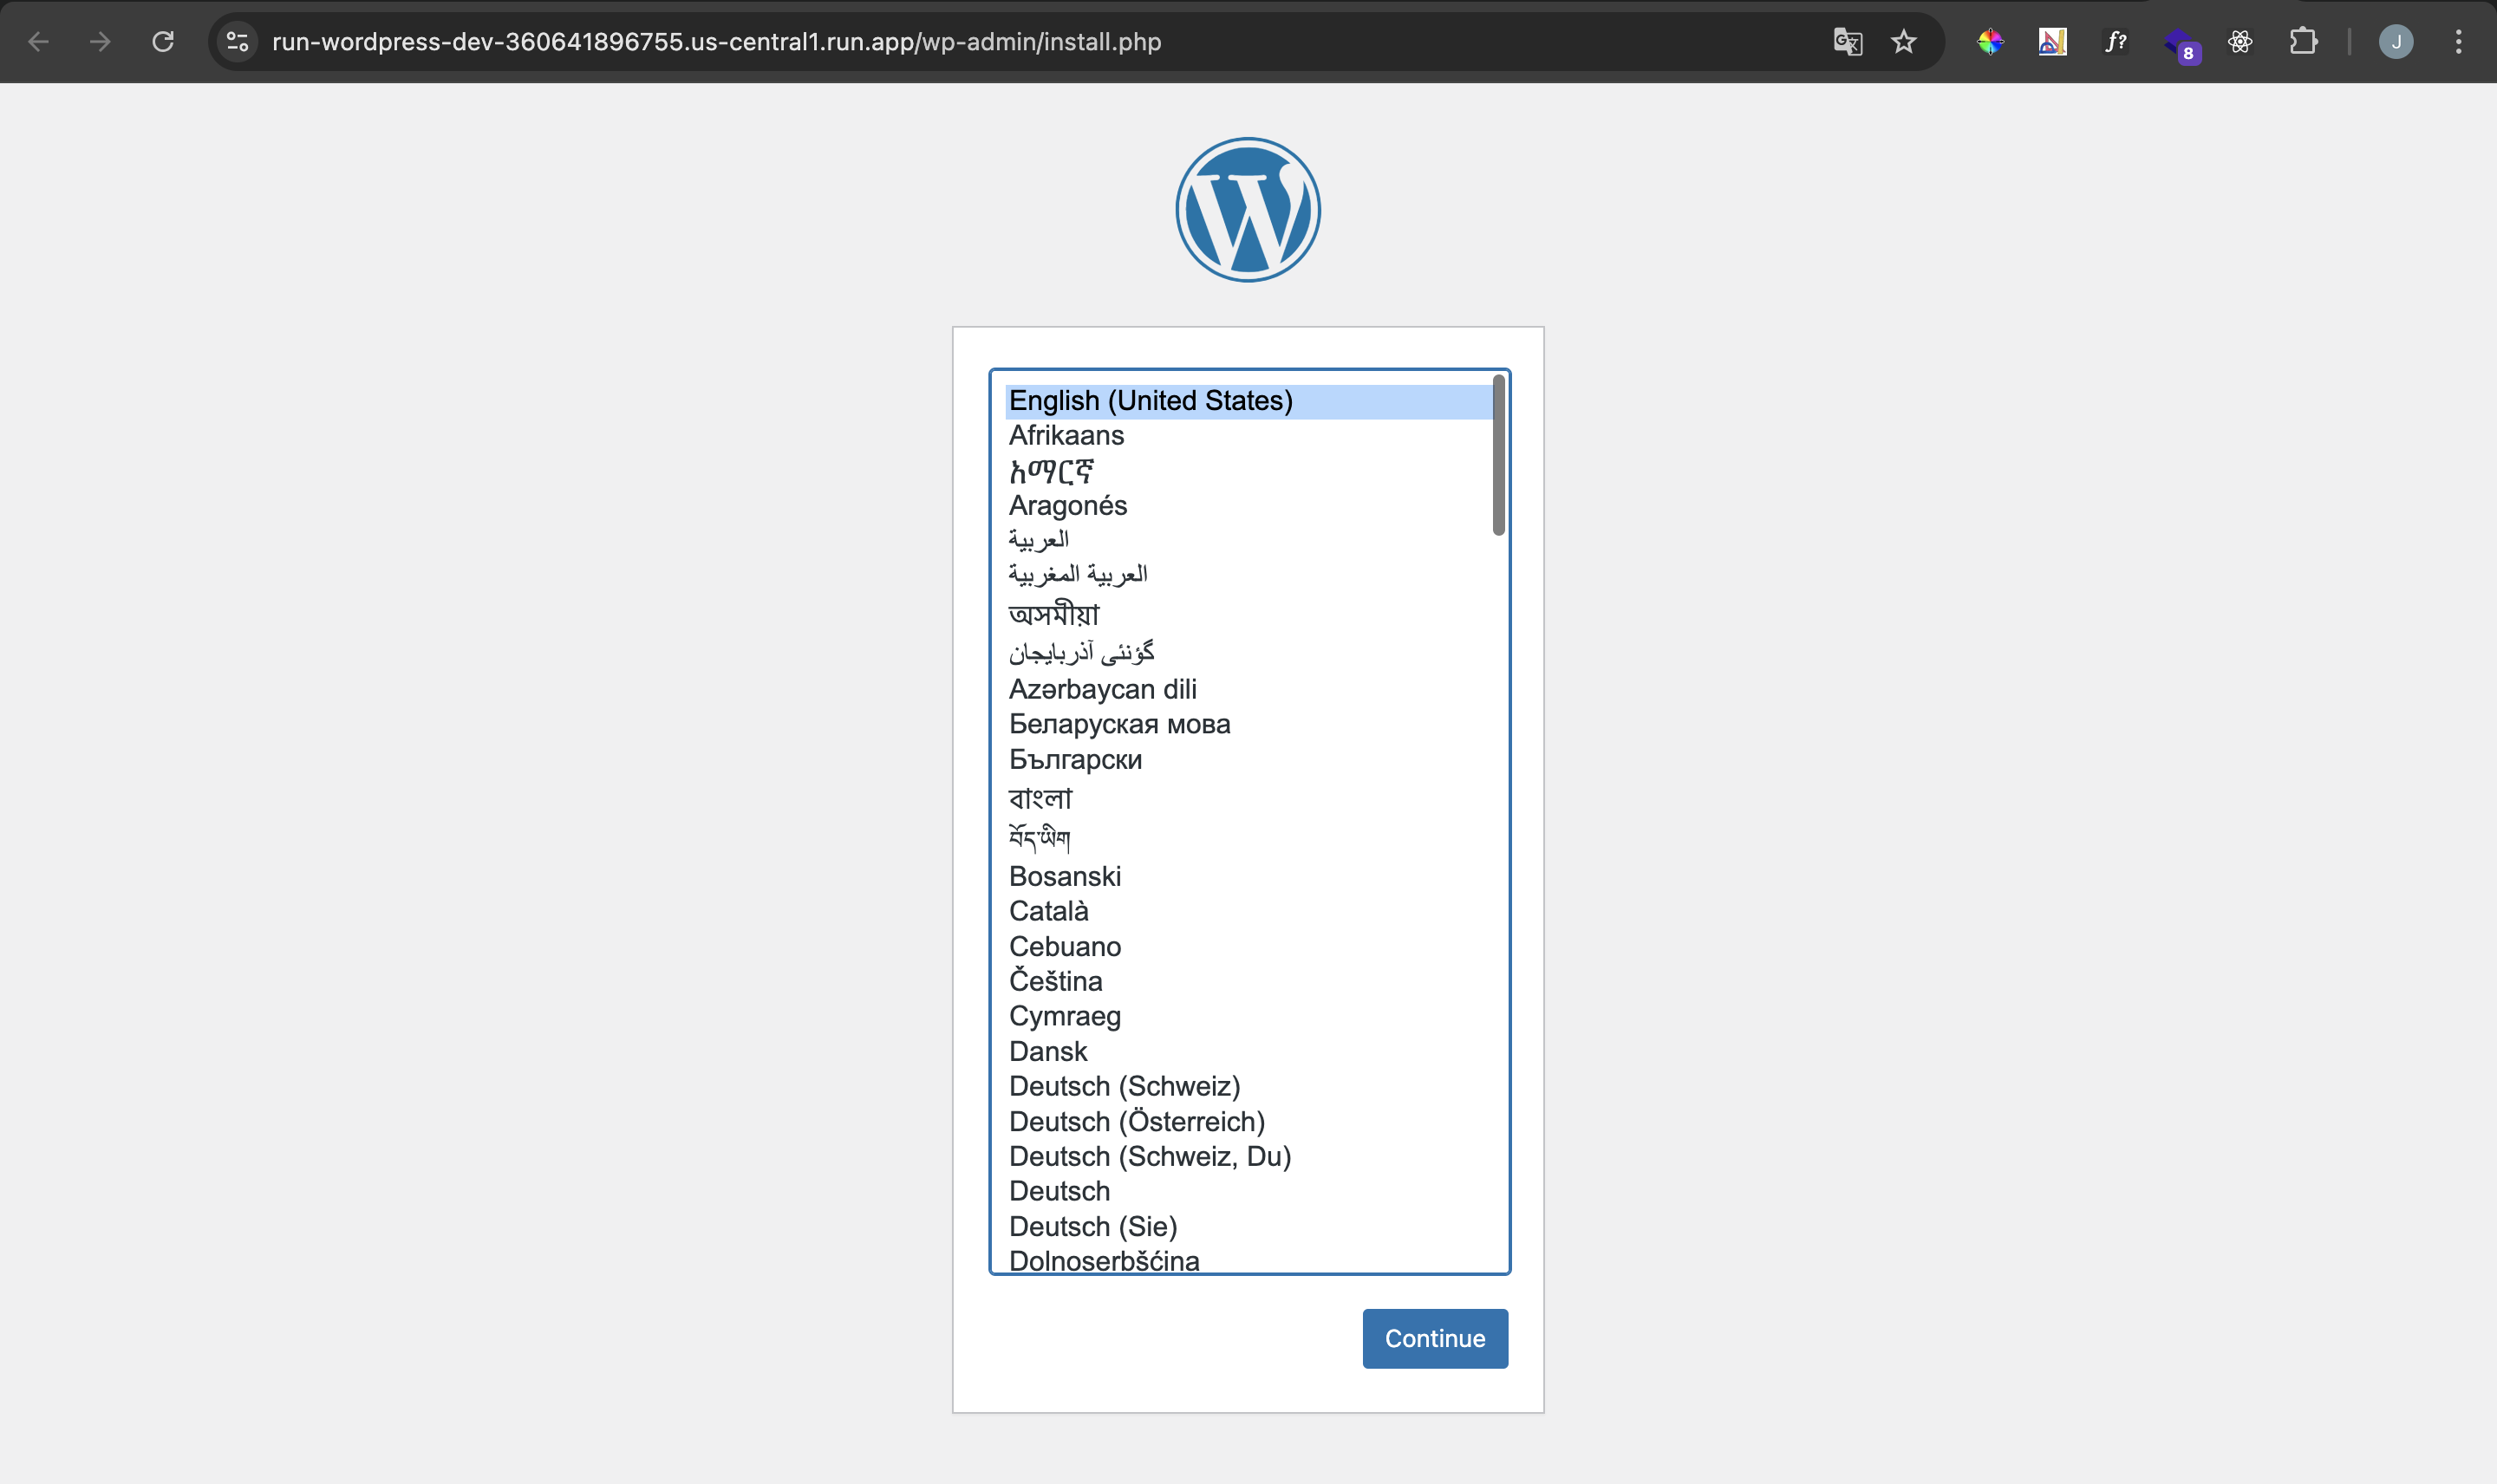 run-wordpress-dev-360641896755.us-central1.run.app/wp-admin/install.php
f?
8
J
English (United States)
Afrikaans
አማርኛ
Aragonés
العربية
العربية المغربية
অসমীয়া
گؤنئی آذربایجان
Azərbaycan dili
Беларуская мова
Български
বাংলা
བོད་ཡིག
Bosanski
Català
Cebuano
Čeština
Cymraeg
Dansk
Deutsch (Schweiz)
Deutsch (Österreich)
Deutsch (Schweiz, Du)
Deutsch
Deutsch (Sie)
Dolnoserbšćina
Continue